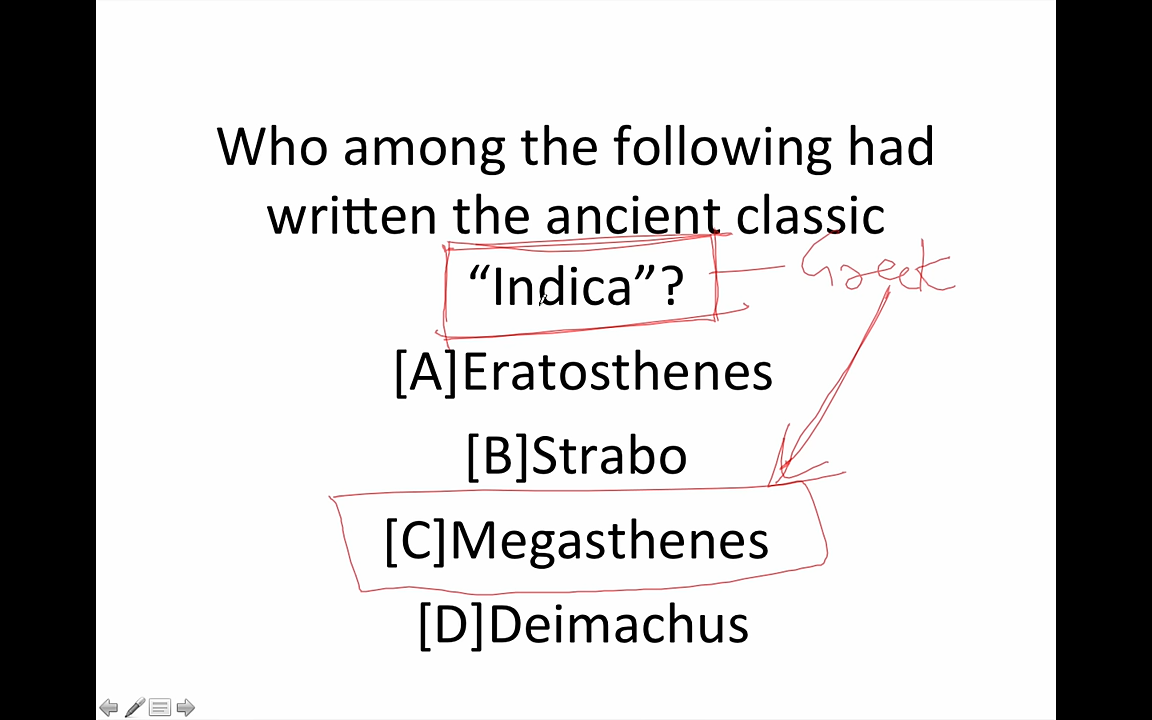 Who among the following had
written the ancient classic
“Indica”?
Greek
[A]Eratosthenes
[B]Strabo
[C]Megasthenes
[D]Deimachus